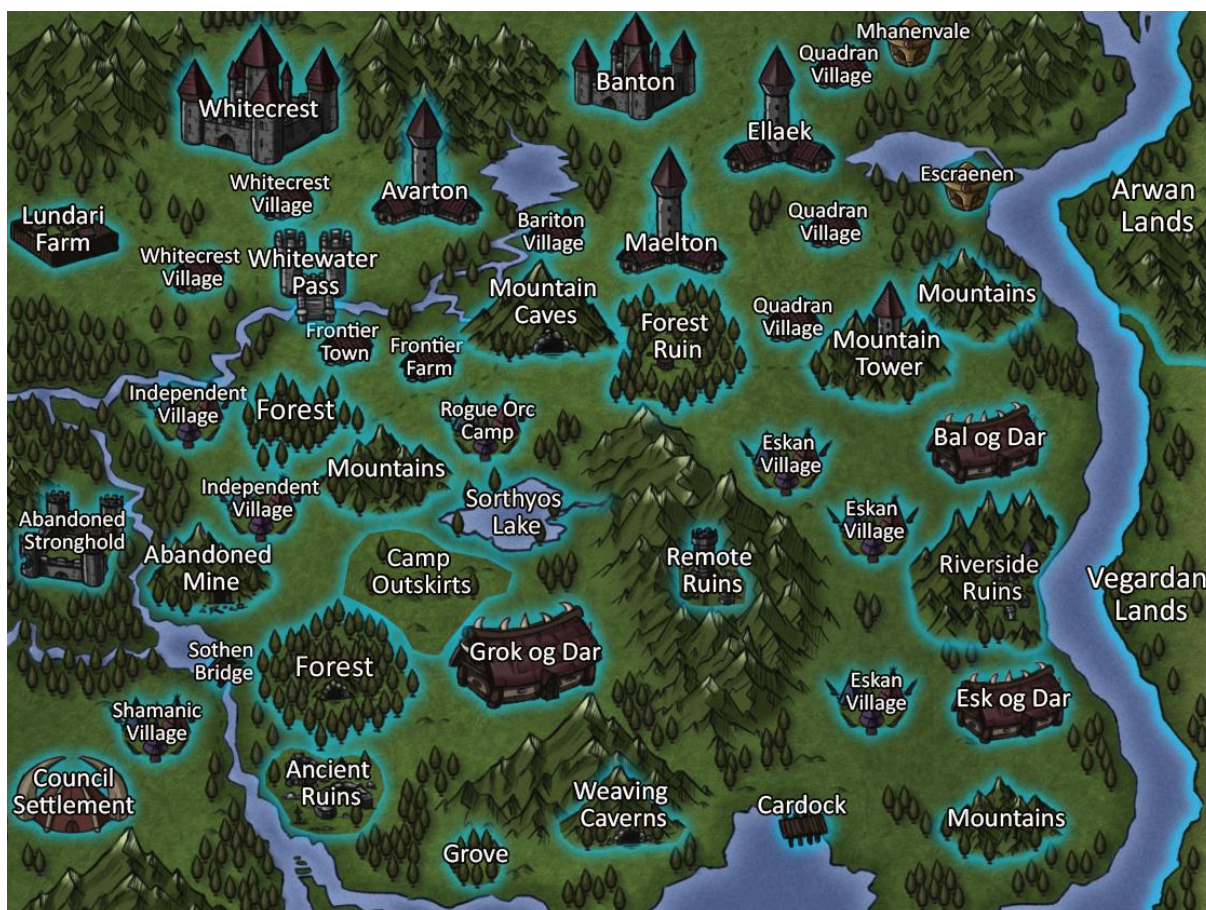 Mhanenvale
Quadran
Village
Banton
Whitecrest
Ellaek
Escraenen
Whitecrest
Village
Avarton
Arwan
Lands
Lundari
Farm
Bariton
Village
Maelton
Quadran
Village
Whitecrest
Village
Whitewater
Pass
Mountain
Caves
Mountains
Forest
Ruin
Quadran
Village
Mountain
Tower
Frontier
Town
Frontier
Farm
Independent
Village
Forest
Rogue Orc
Camp
Bal og Dar
Eskan
Village
Mountains
Independent
Village
Sorthyos
Lake
Abandoned
Stronghold
Eskan
Village
Abandoned
Mine
Camp
Outskirts
Remote
Ruins
Riverside
Ruins
Vegardan
Lands
Sothen
Bridge
Forest
Grok og Dar
Eskan
Village
Esk og Dar
Shamanic
Village
Council
Settlement
Ancient
Ruins
Weaving
Caverns
Cardock
Mountains
Grove